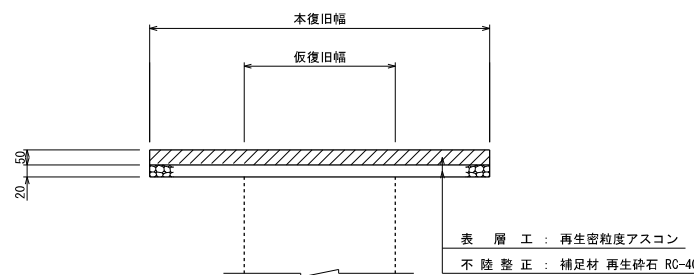 本復旧幅
仮復旧幅
50
20
表 層 工 : 再生密粒度アスコン
不 陸 整 正 : 補足材 再生砕石 RC-40